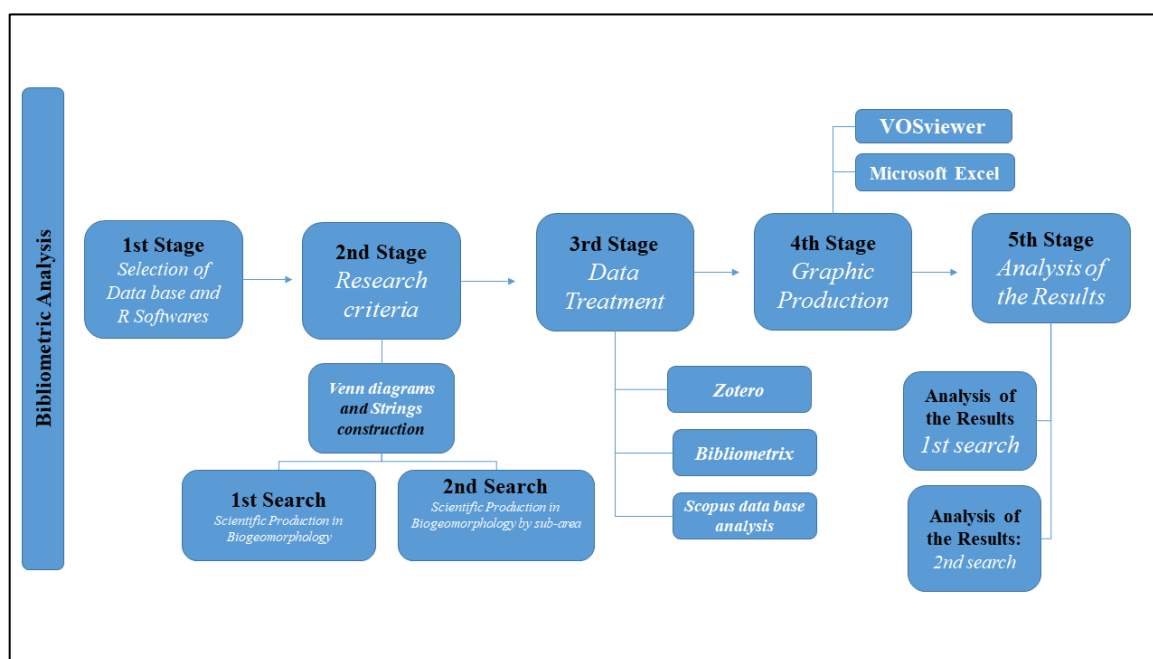 Bibliometric Analysis
1st Stage
Selection of
Data base and
R Softwares
2nd Stage
Research
criteria
Venn diagrams
and Strings
construction
1st Search
Scientific Production in
Biogeomorphology
2nd Search
Scientific Production in
Biogeomorphology by sub-area
3rd Stage
Data
Treatment
Zotero
Bibliometrix
Scopus data base
analysis
4th Stage
Graphic
Production
VOSviewer
Microsoft Excel
5th Stage
Analysis of
the Results
Analysis of
the Results
1st search
Analysis of
the Results:
2nd search